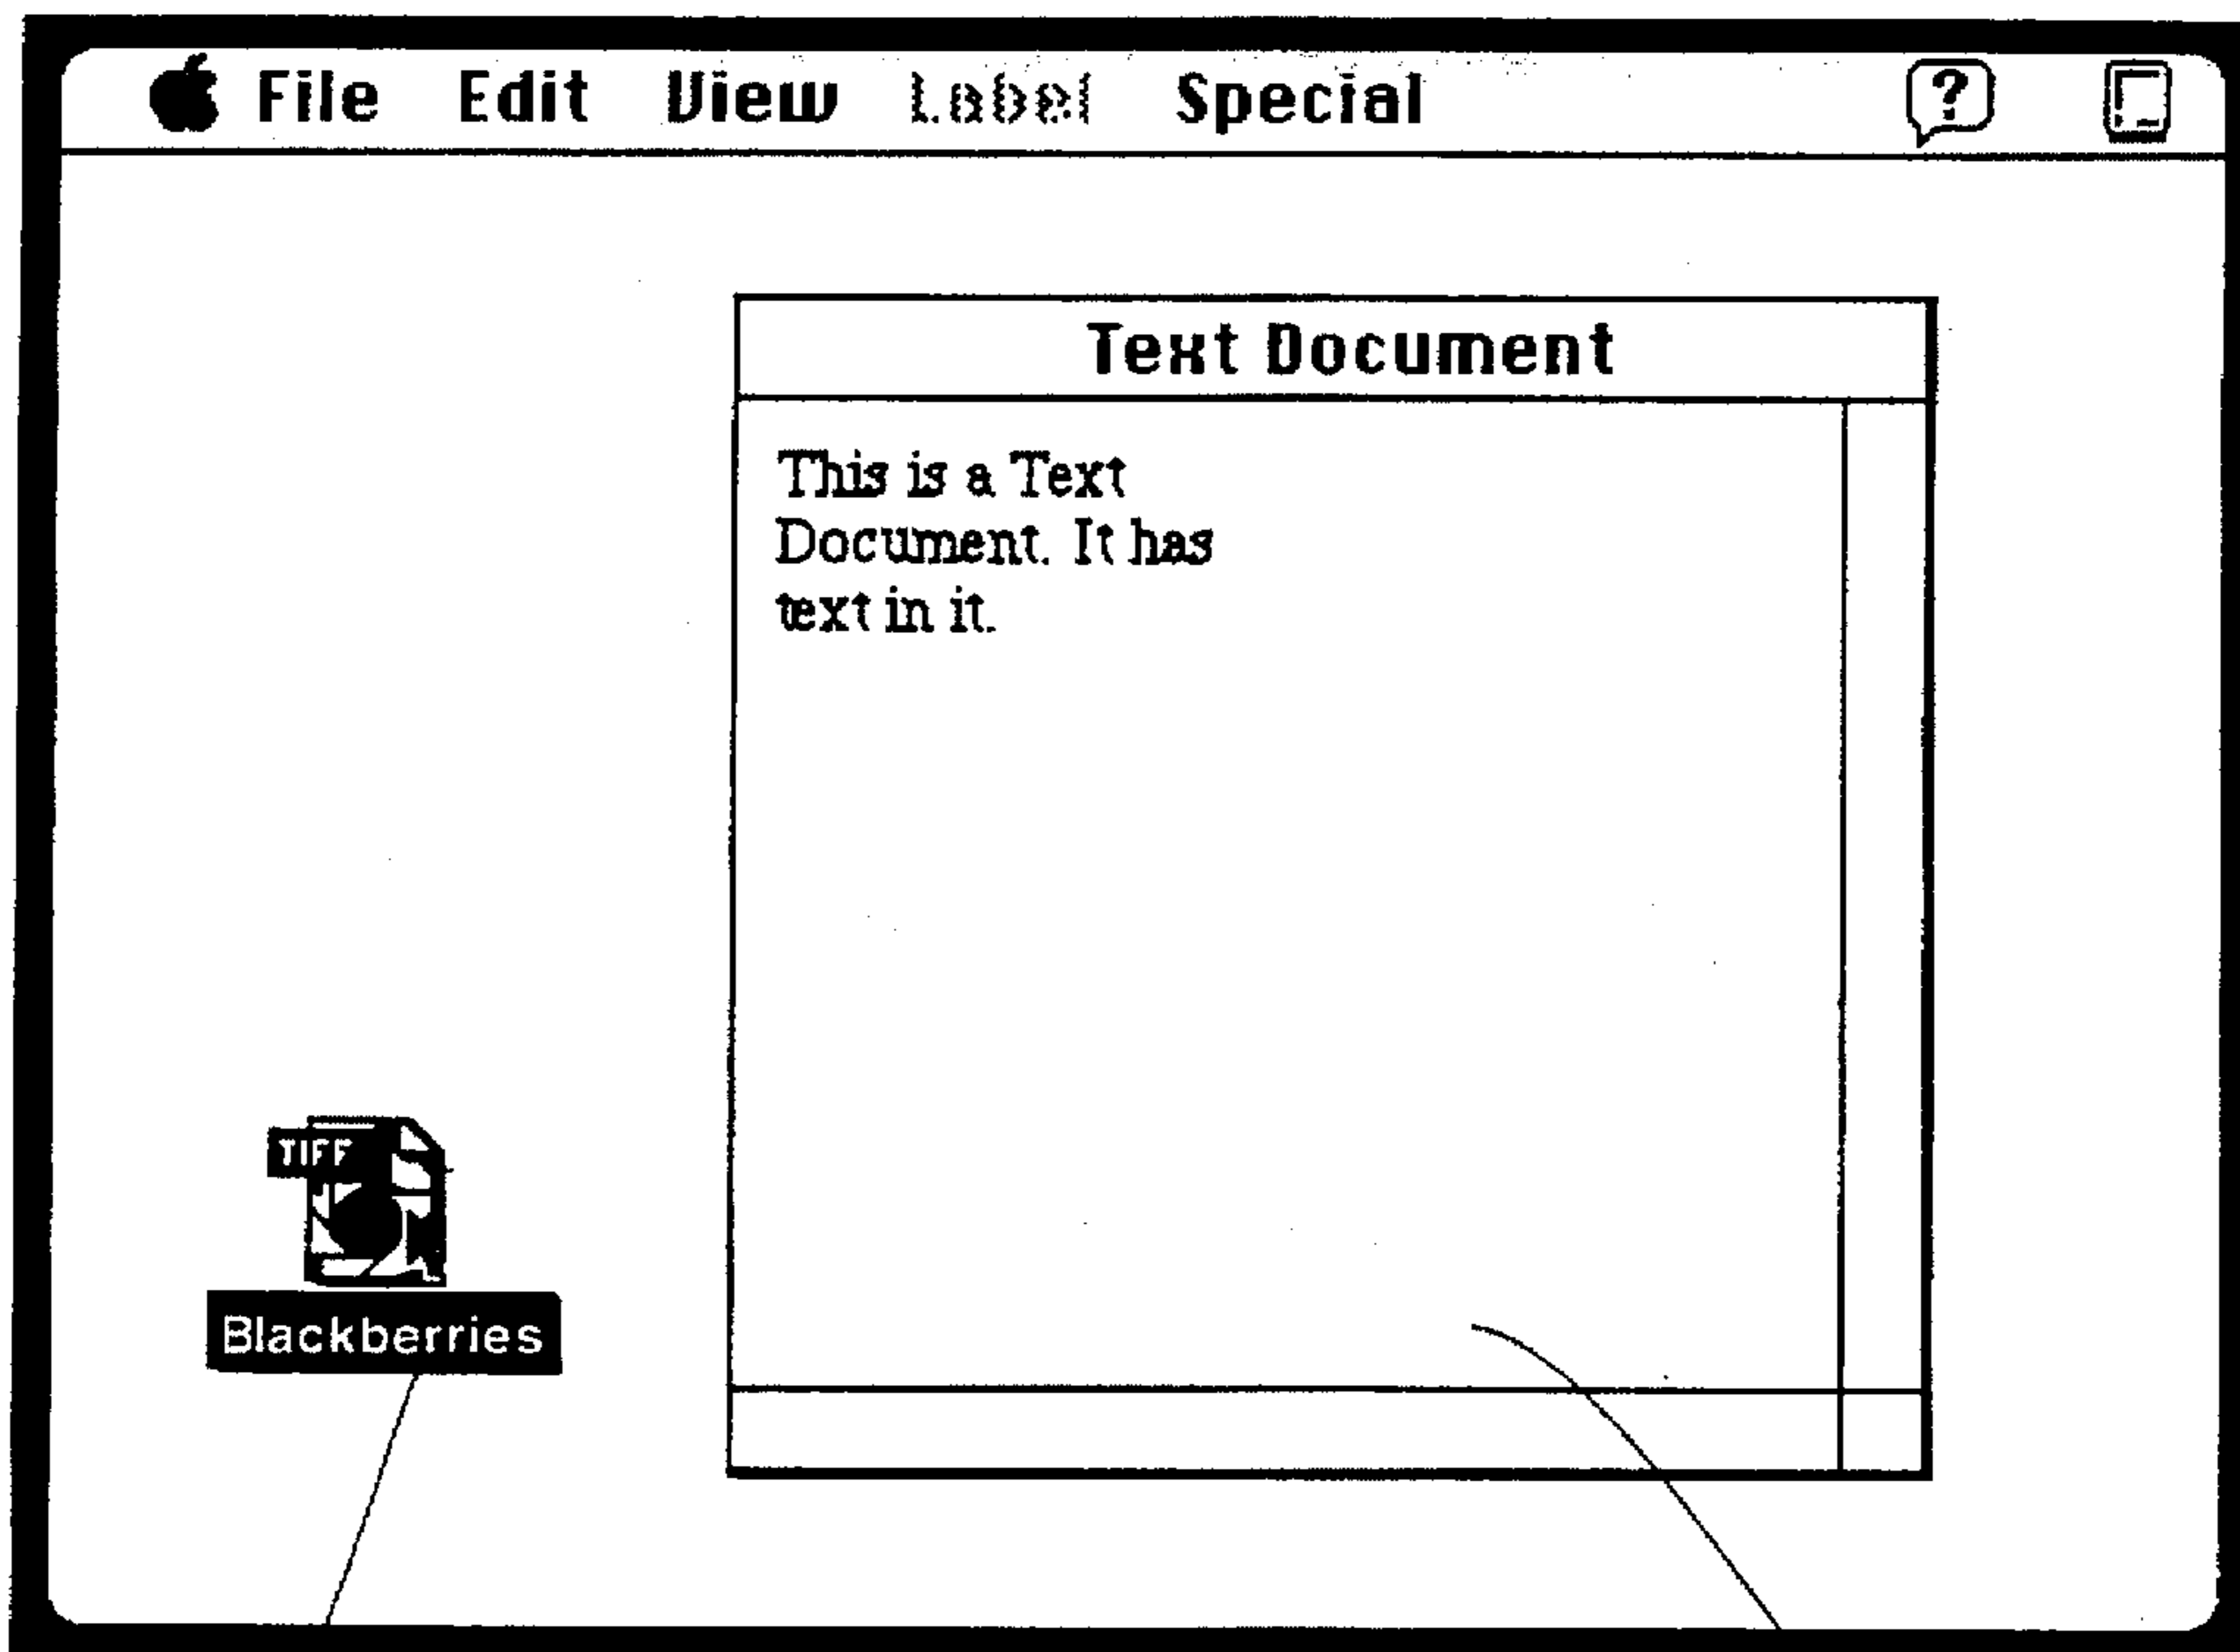 File Edit View Label Special ?
Text Document
This is a Text
Document. It has
text in it.
TIFF
Blackberries